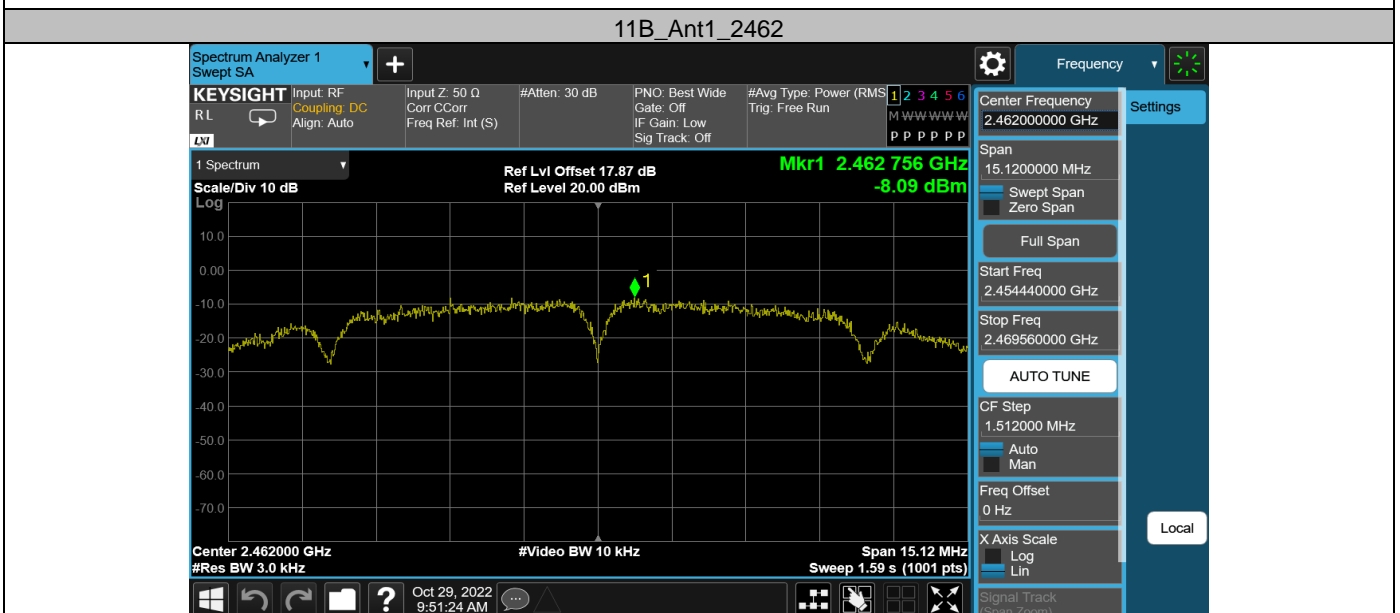 11B_Ant1_2462
Spectrum Analyzer 1
Swept SA
Frequency
KEYSIGHT
RL
LXI
Input: RF
Coupling: DC
Align: Auto
Input Z: 50 Ω
Corr CCorr
Freq Ref: Int (S)
#Atten: 30 dB
PNO: Best Wide
Gate: Off
IF Gain: Low
Sig Track: Off
#Avg Type: Power (RMS
Trig: Free Run
1 2 3 4 5 6
M W W W W W
P P P P P P
Center Frequency
2.462000000 GHz
Settings
Span
15.1200000 MHz
Swept Span
Zero Span
Full Span
Start Freq
2.454440000 GHz
Stop Freq
2.469560000 GHz
AUTO TUNE
CF Step
1.512000 MHz
Auto
Man
Freq Offset
0 Hz
X Axis Scale
Log
Lin
Signal Track
(Span Zoom)
Local
1 Spectrum
Scale/Div 10 dB
Log
Ref Lvl Offset 17.87 dB
Ref Level 20.00 dBm
Mkr1 2.462 756 GHz
-8.09 dBm
1
10.0
0.00
-10.0
-20.0
-30.0
-40.0
-50.0
-60.0
-70.0
Center 2.462000 GHz
#Res BW 3.0 kHz
#Video BW 10 kHz
Span 15.12 MHz
Sweep 1.59 s (1001 pts)
?
Oct 29, 2022
9:51:24 AM